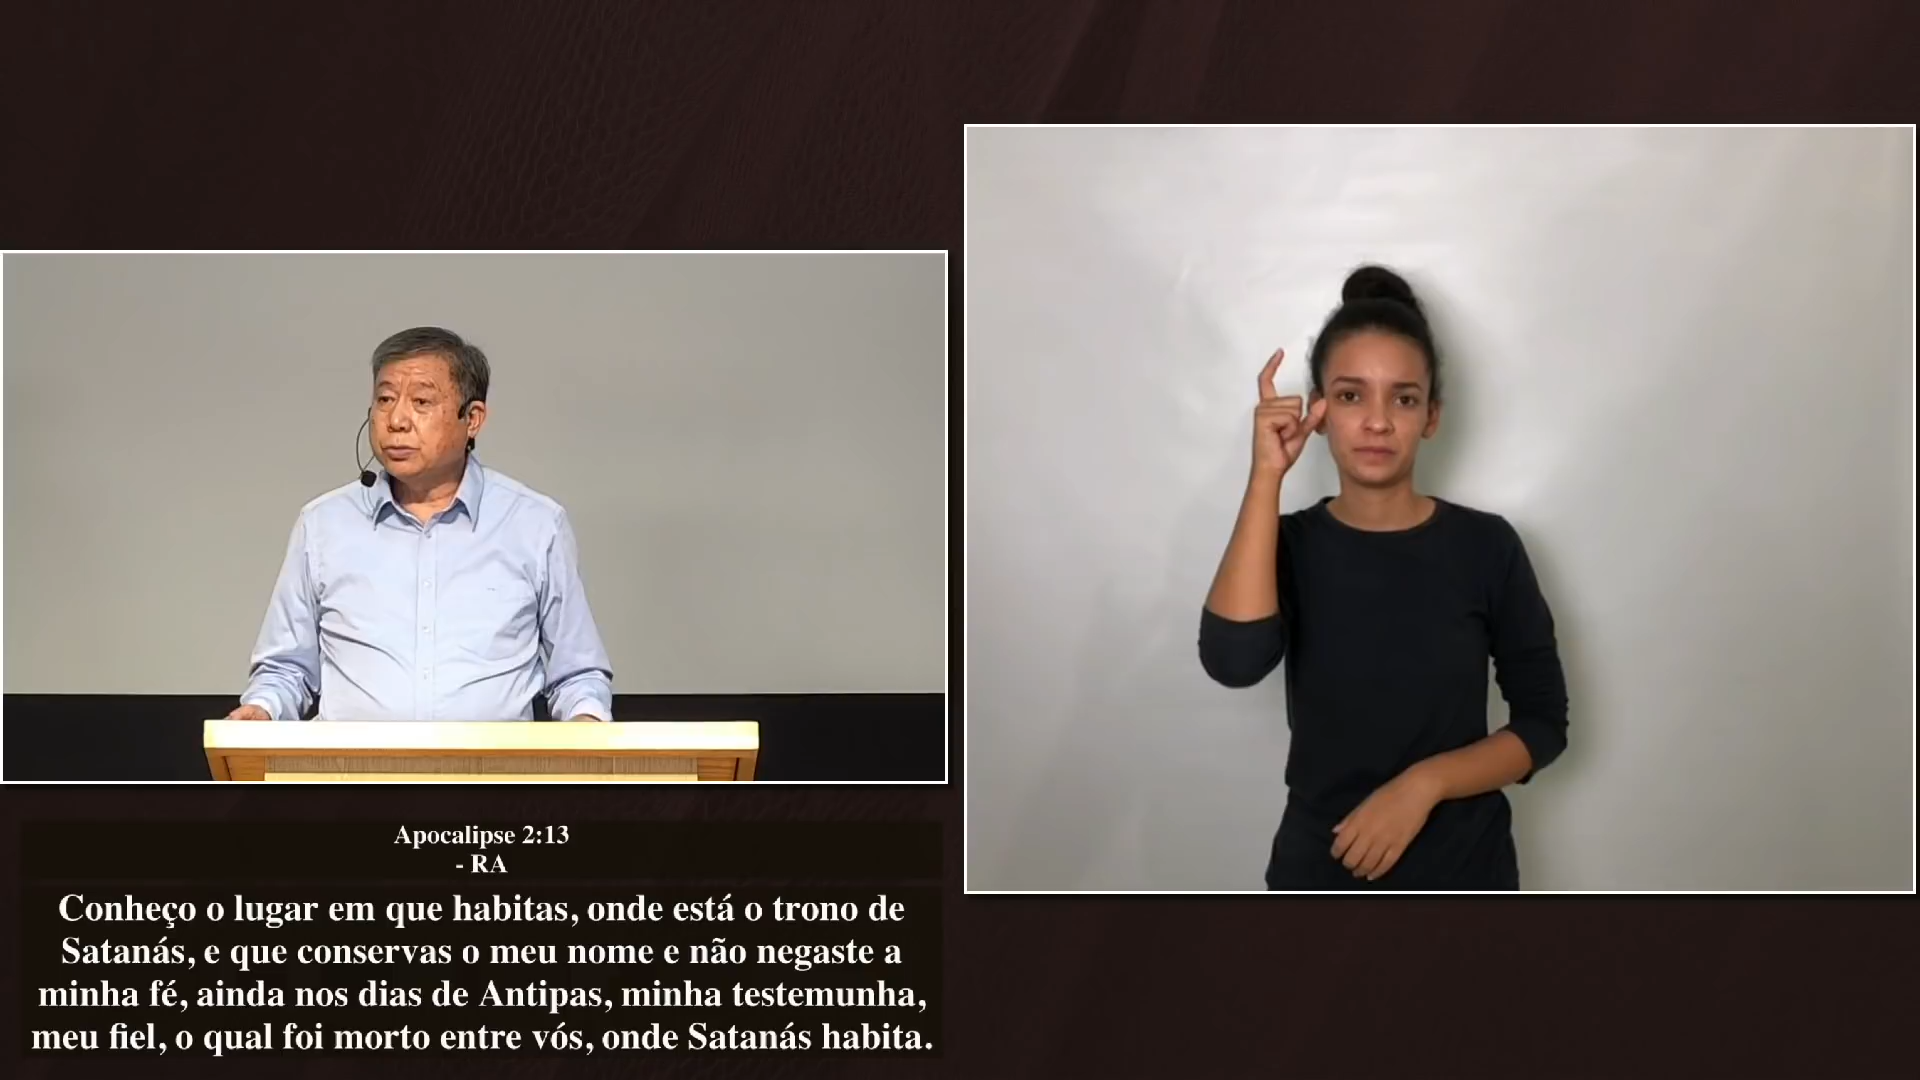 Apocalipse 2:13
- RA
Conheço o lugar em que habitas, onde está o trono de
Satanás, e que conservas o meu nome e não negaste a
minha fé, ainda nos dias de Antipas, minha testemunha,
meu fiel, o qual foi morto entre vós, onde Satanás habita.